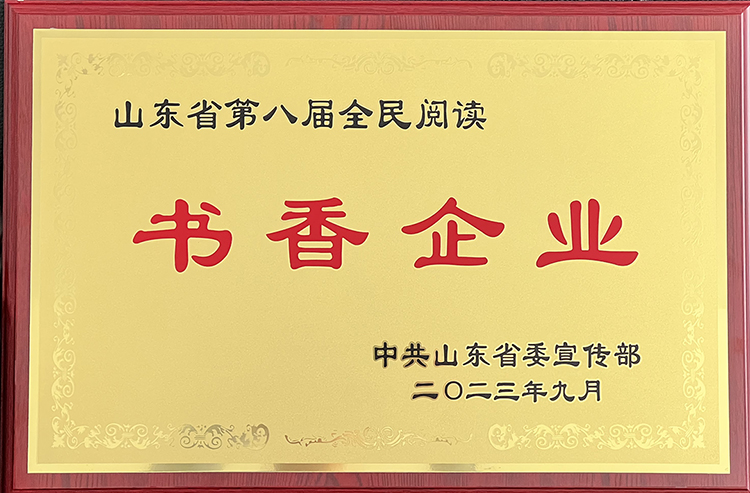 山东省第八届全民阅读
书香企业
中共山东省委宣传部
二〇二三年九月